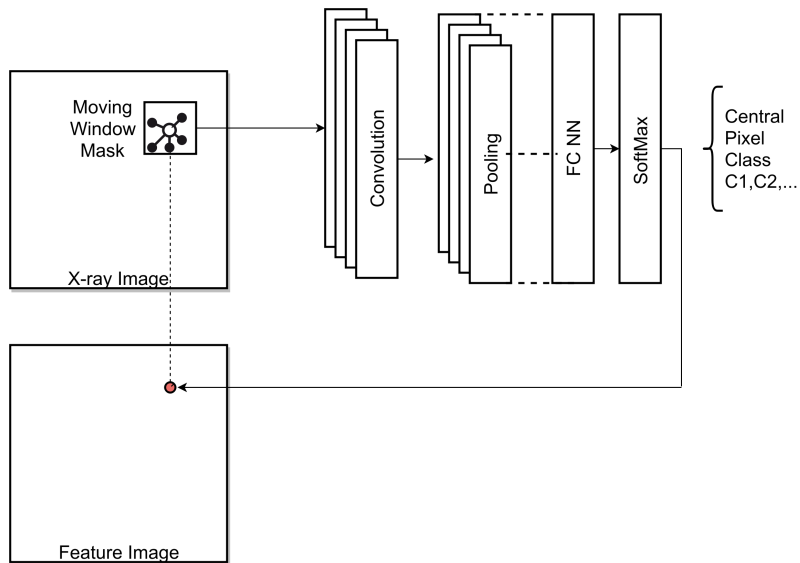 Moving
Window
Mask
X-ray Image
Convolution
Pooling
FC NN
SoftMax
Central
Pixel
Class
C1,C2,...
Feature Image